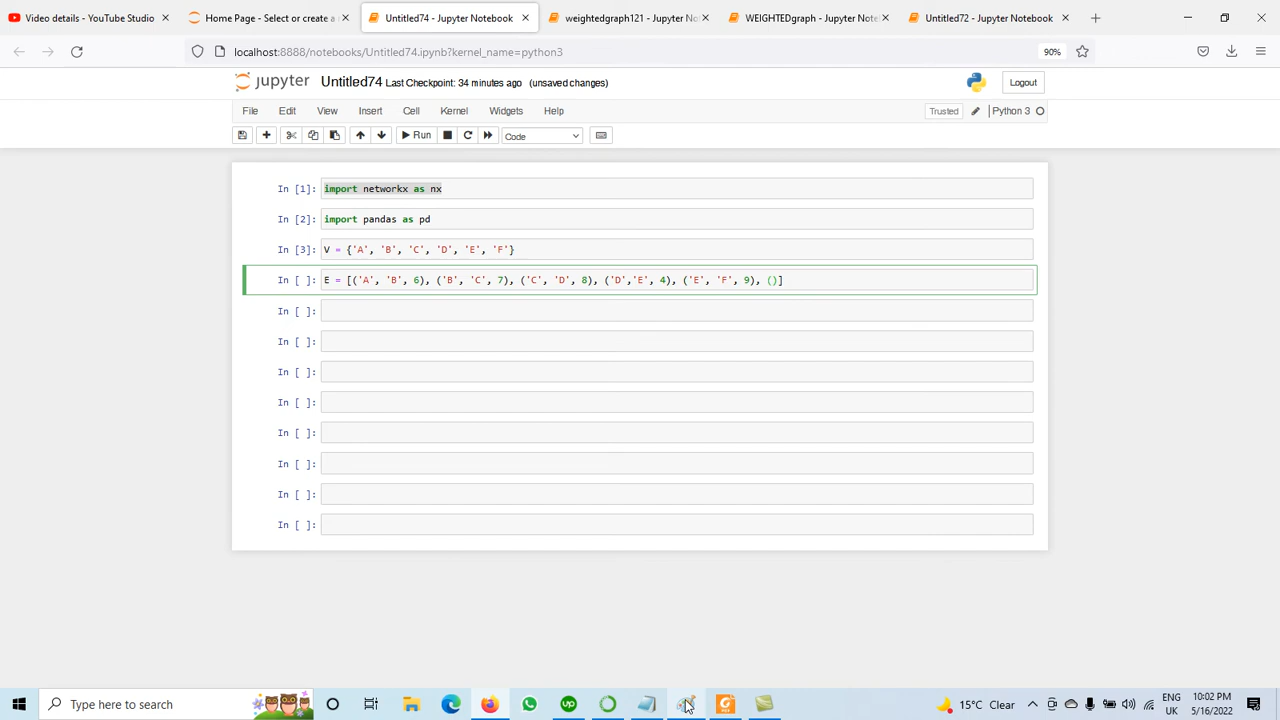 Video details - YouTube Studio
Home Page - Select or create a
Untitled74 - Jupyter Notebook
weightedgraph121 - Jupyter No
WEIGHTEDgraph - Jupyter Note
Untitled72 - Jupyter Notebook
localhost:8888/notebooks/Untitled74.ipynb?kernel_name=python3
90%
jupyter Untitled74 Last Checkpoint: 34 minutes ago (unsaved changes)
Logout
File Edit View Insert Cell Kernel Widgets Help
Trusted Python 3
Run Code
In [1]: import networkx as nx
In [2]: import pandas as pd
In [3]: V = {'A', 'B', 'C', 'D', 'E', 'F'}
In [ ]: E = [('A', 'B', 6), ('B', 'C', 7), ('C', 'D', 8), ('D','E', 4), ('E', 'F', 9), ()]
In [ ]:
In [ ]:
In [ ]:
In [ ]:
In [ ]:
In [ ]:
In [ ]:
In [ ]:
Type here to search
15°C Clear
ENG
UK
10:02 PM
5/16/2022